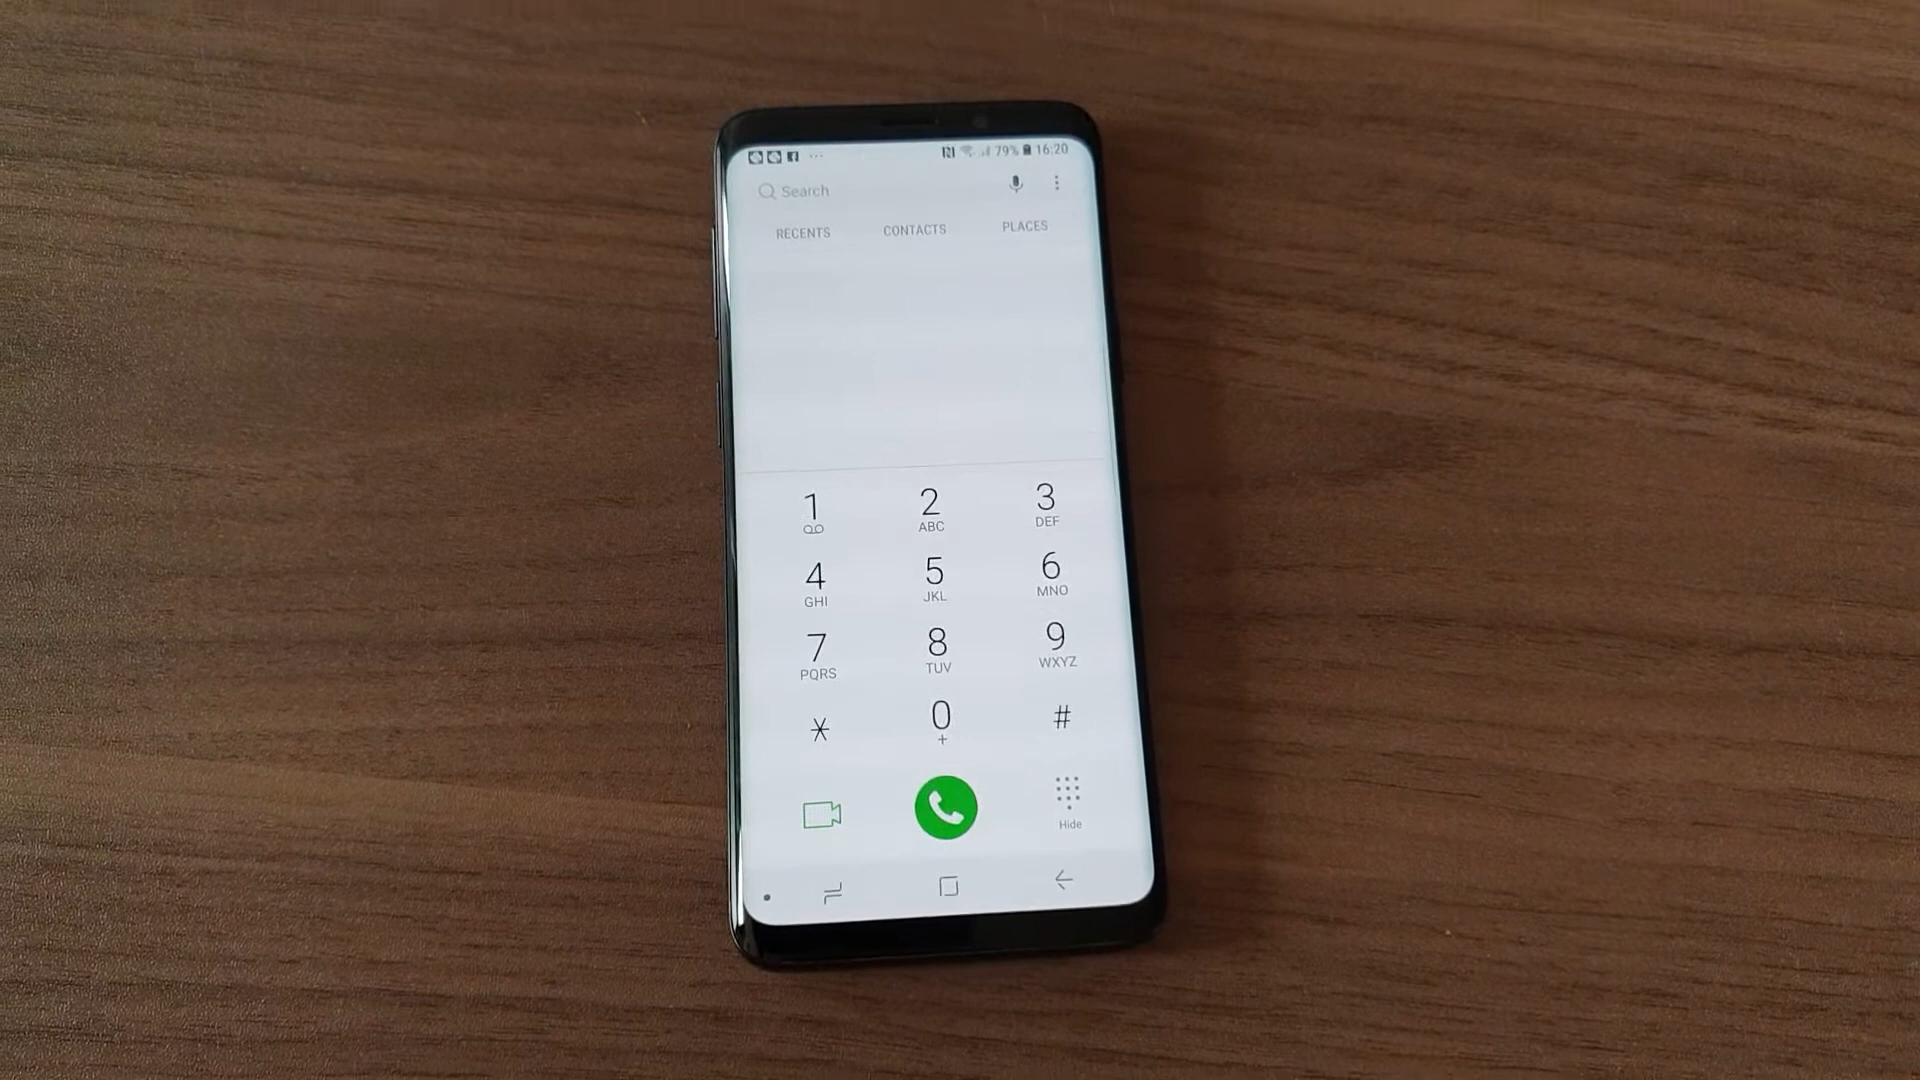 79% 16:20
Search
RECENTS CONTACTS PLACES
1 2 3
ABC DEF
4 5 6
GHI JKL MNO
7 8 9
PQRS TUV WXYZ
* 0 #
+
Hide